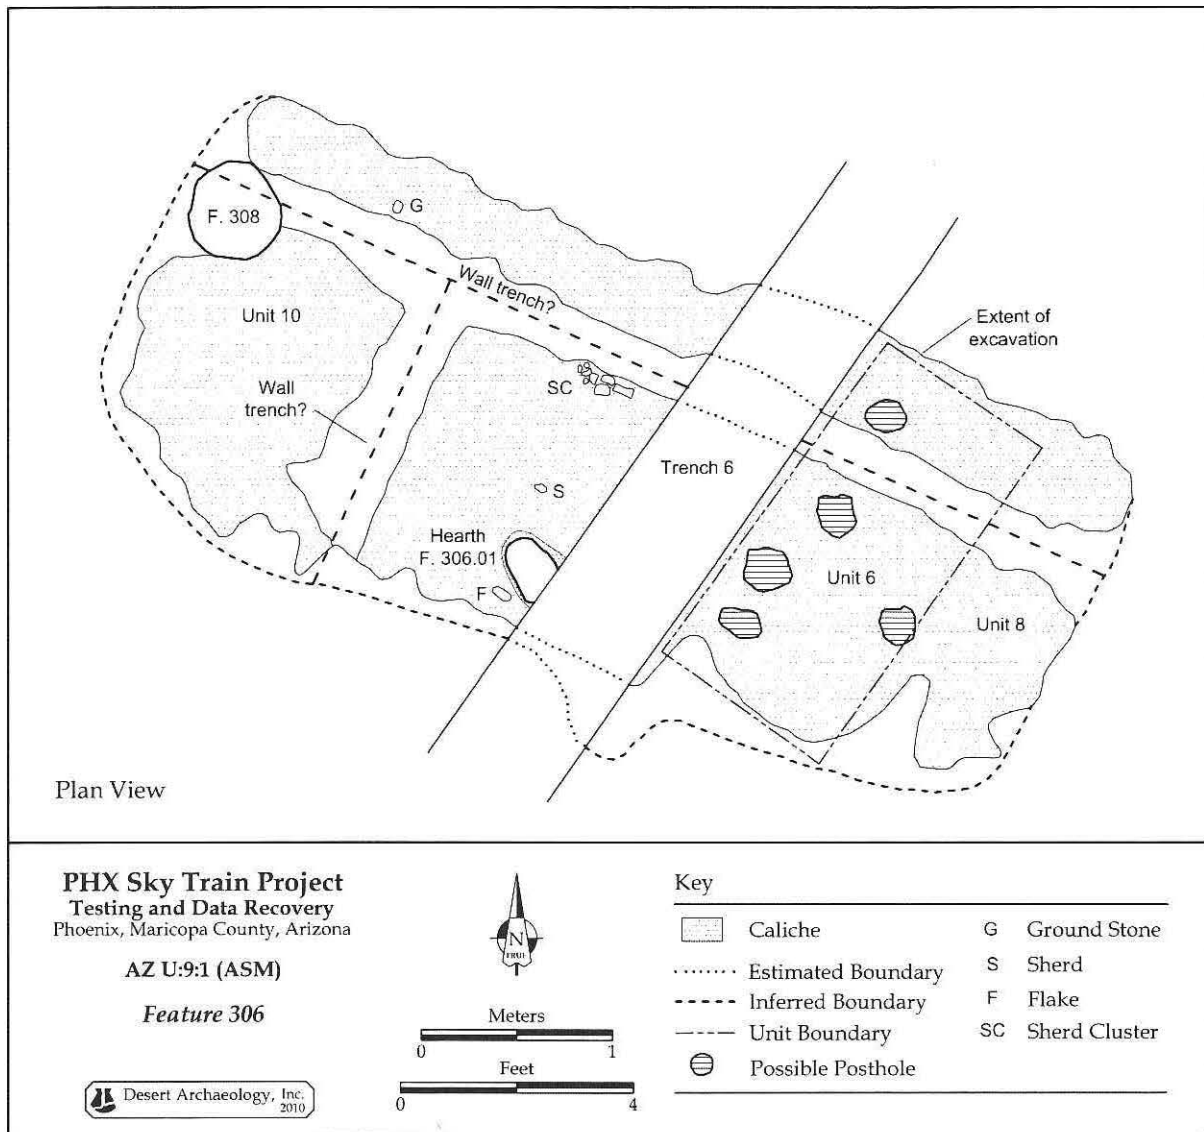 F. 308
G
Unit 10
Wall trench?
Extent of
excavation
Wall
trench?
SC
Trench 6
S
Hearth
F. 306.01
F
Unit 6
Unit 8
Plan View
PHX Sky Train Project
Testing and Data Recovery
Phoenix, Maricopa County, Arizona
AZ U:9:1 (ASM)
Feature 306
Desert Archaeology, Inc.
2010
N
TRUE
Meters
0 1
Feet
0 4
Key
Caliche
Estimated Boundary
Inferred Boundary
Unit Boundary
Possible Posthole
G Ground Stone
S Sherd
F Flake
SC Sherd Cluster